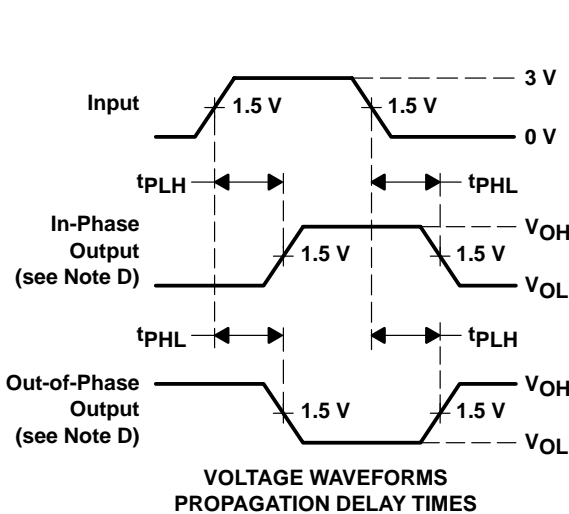 3 V
Input
1.5 V
1.5 V
0 V
tPLH
tPHL
In-Phase
Output
(see Note D)
VOH
1.5 V
1.5 V
VOL
tPHL
tPLH
Out-of-Phase
Output
(see Note D)
VOH
1.5 V
1.5 V
VOL
VOLTAGE WAVEFORMS
PROPAGATION DELAY TIMES